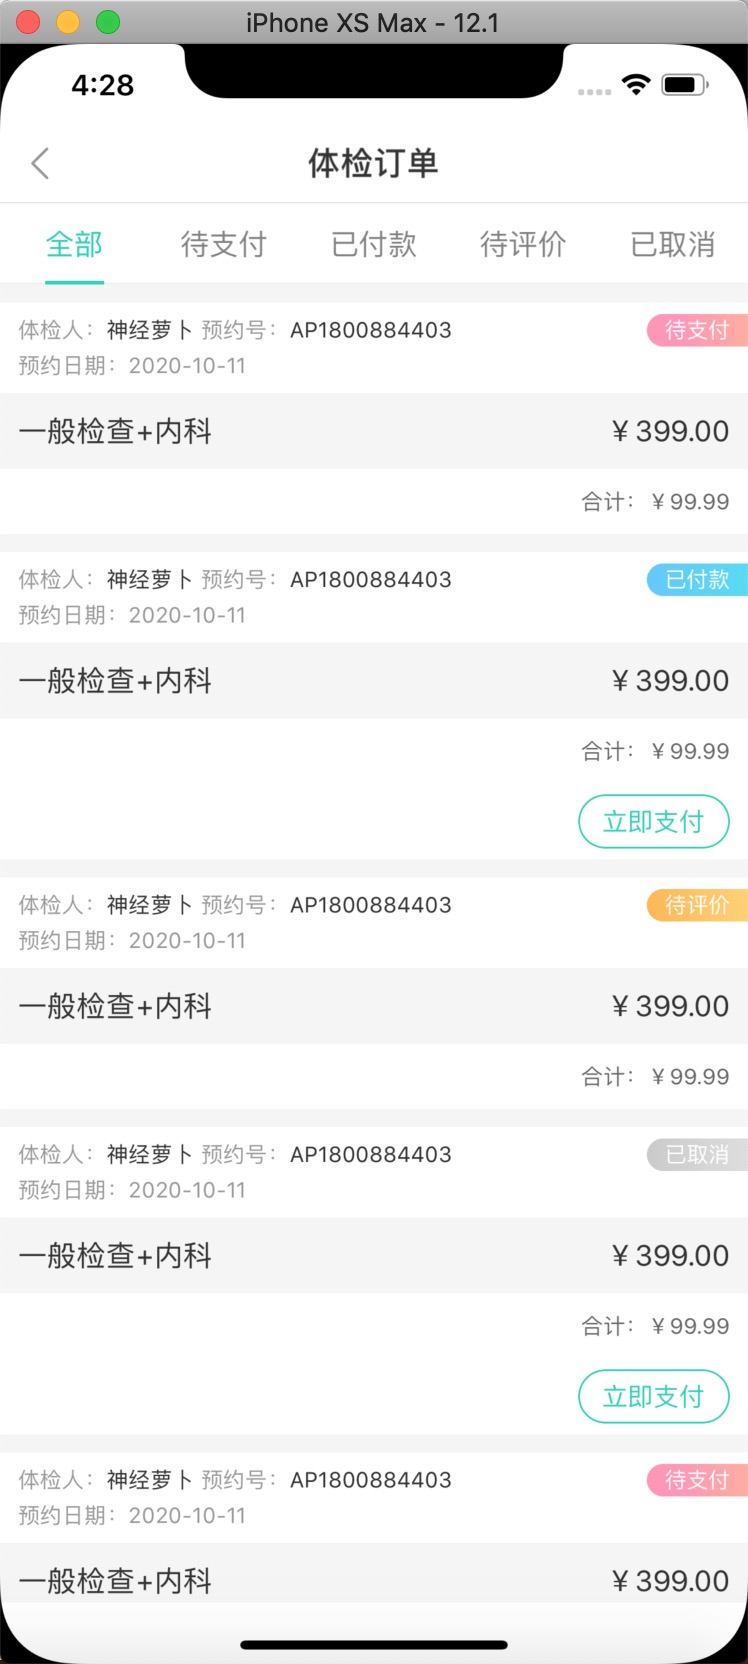 iPhone XS Max - 12.1
4:28
体检订单
全部 待支付 已付款 待评价 已取消
体检人：神经萝卜 预约号：AP1800884403 待支付
预约日期：2020-10-11
一般检查+内科 ¥ 399.00
合计： ¥ 99.99
体检人：神经萝卜 预约号：AP1800884403 已付款
预约日期：2020-10-11
一般检查+内科 ¥ 399.00
合计： ¥ 99.99
立即支付
体检人：神经萝卜 预约号：AP1800884403 待评价
预约日期：2020-10-11
一般检查+内科 ¥ 399.00
合计： ¥ 99.99
体检人：神经萝卜 预约号：AP1800884403 已取消
预约日期：2020-10-11
一般检查+内科 ¥ 399.00
合计： ¥ 99.99
立即支付
体检人：神经萝卜 预约号：AP1800884403 待支付
预约日期：2020-10-11
一般检查+内科 ¥ 399.00